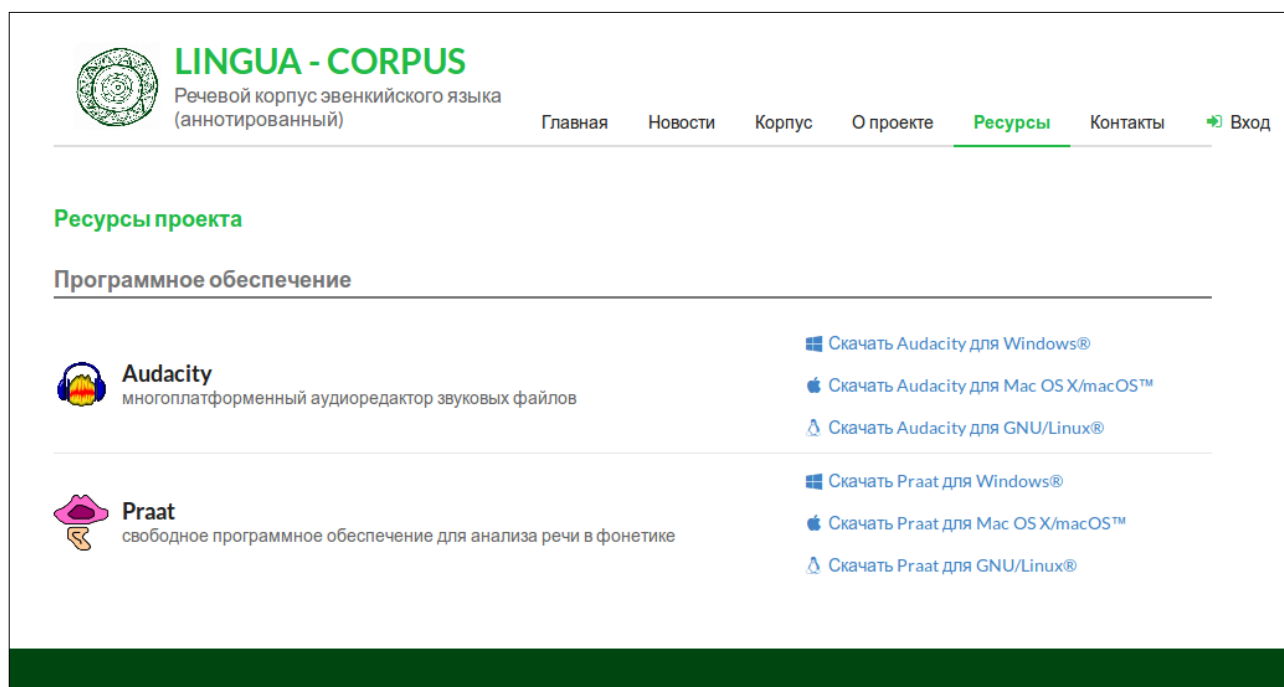 LINGUA - CORPUS
Речевой корпус эвенкийского языка
(аннотированный)
Главная Новости Корпус О проекте Ресурсы Контакты Вход
Ресурсы проекта
Программное обеспечение
Audacity
многоплатформенный аудиоредактор звуковых файлов
Скачать Audacity для Windows®
Скачать Audacity для Mac OS X/macOS™
Скачать Audacity для GNU/Linux®
Praat
свободное программное обеспечение для анализа речи в фонетике
Скачать Praat для Windows®
Скачать Praat для Mac OS X/macOS™
Скачать Praat для GNU/Linux®